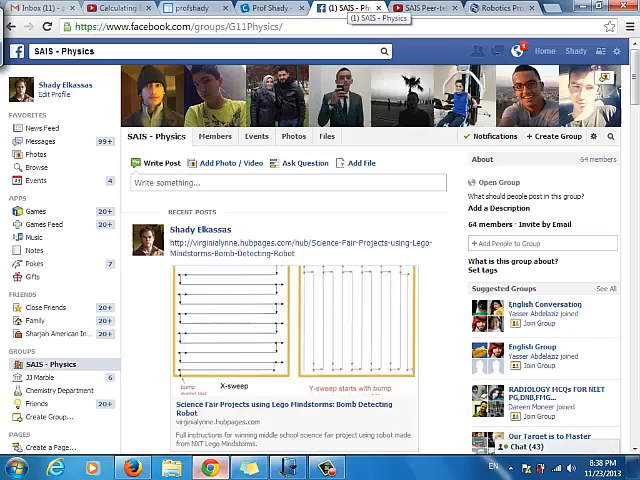 Inbox (1) - m
Calculating
profshady
Prof Shady -
(1) SAIS - Phy
SAIS Peer-te
Robotics Pro
(1) SAIS - Physics
https://www.facebook.com/groups/G11Physics/
SAIS - Physics
1
Home
Shady
Shady Elkassas
Edit Profile
FAVORITES
News Feed
Messages 99+
Photos
Browse
Events 4
APPS
Games 20+
Games Feed 20+
Music
Notes
Pokes 7
Gifts
FRIENDS
Close Friends 20+
Family 20+
Sharjah American In... 20+
GROUPS
SAIS - Physics
JJ Marble 6
Chemistry Department
Friends 20+
Create Group...
PAGES
Create a Page...
SAIS - Physics
Members
Events
Photos
Files
Notifications
+ Create Group
Write Post
Add Photo / Video
Ask Question
Add File
Write something...
RECENT POSTS
Shady Elkassas
http://virginialynne.hubpages.com/hub/Science-Fair-Projects-using-Lego-
Mindstorms-Bomb-Detecting-Robot
bump
X-sweep
Y-sweep starts with bump
Science Fair Projects using Lego Mindstorms: Bomb Detecting
Robot
virginialynne.hubpages.com
Full instructions for winning middle school science fair project using robot made
from NXT Lego Mindstorms.
About
64 members
Open Group
What should people post in this group?
Add a Description
64 members · Invite by Email
+ Add People to Group
What is this group about?
Set tags
Suggested Groups
See All
English Conversation
Yasser Abdelaziz joined
Join Group
English Group
Yasser Abdelaziz joined
Join Group
RADIOLOGY MCQs FOR NEET
PG,DNB,FMG...
Dareen Moneer joined
Join Group
Our Target is to Master
Chat (43)
EN
8:38 PM
11/23/2013